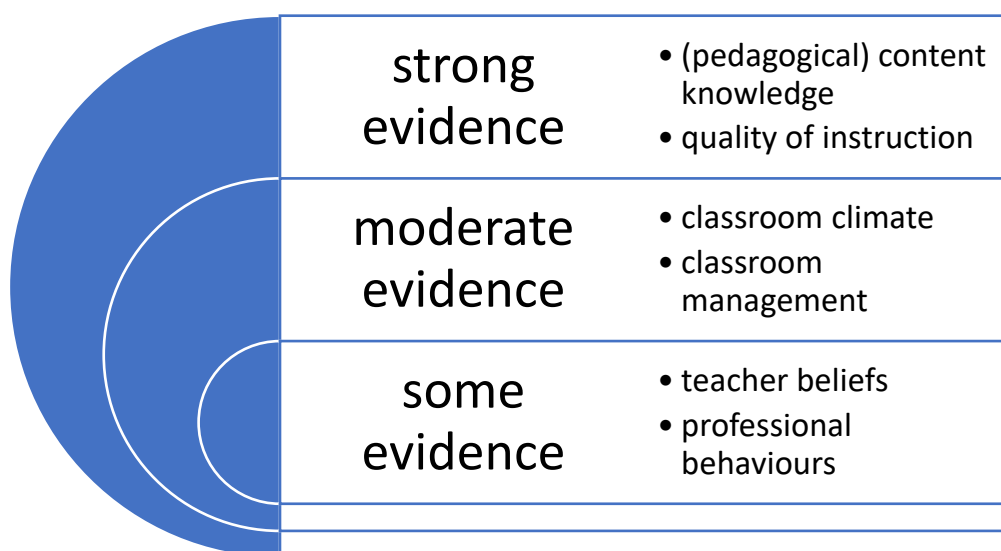 strong
evidence
• (pedagogical) content
knowledge
• quality of instruction
moderate
evidence
• classroom climate
• classroom
management
some
evidence
• teacher beliefs
• professional
behaviours